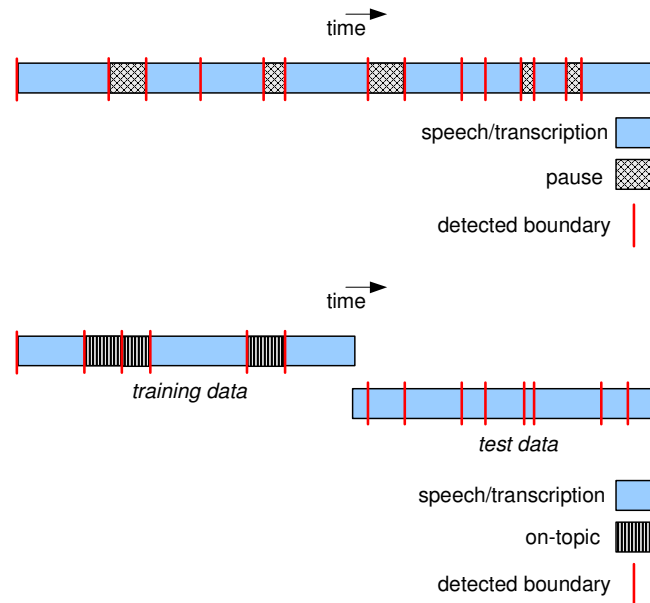 time
speech/transcription
pause
detected boundary
time
training data
test data
speech/transcription
on-topic
detected boundary